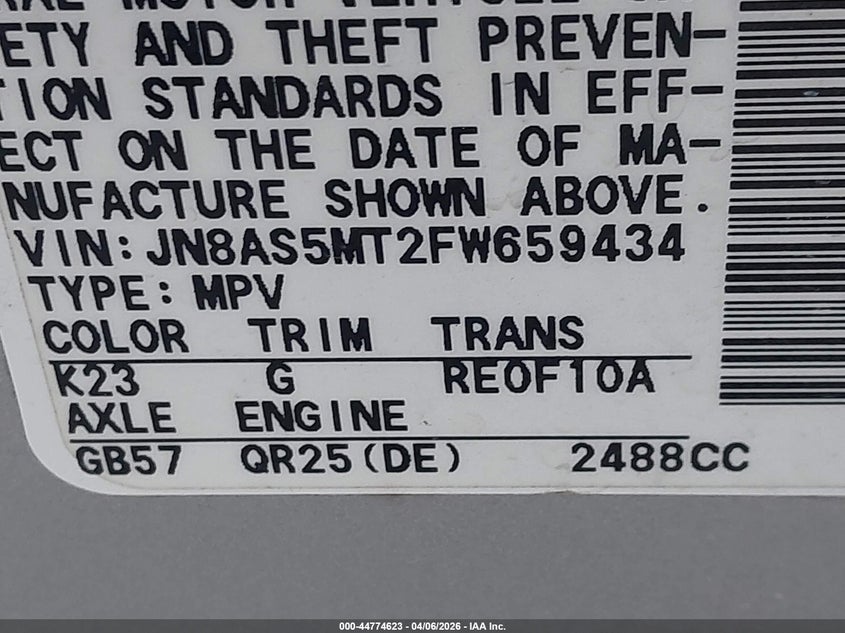 MOTOR
ETY AND THEFT PREVEN-
TION STANDARDS IN EFF-
ECT ON THE DATE OF MA-
NUFACTURE SHOWN ABOVE.
VIN:JN8AS5MT2FW659434
TYPE:MPV
COLOR TRIM TRANS
K23 G RE0F10A
AXLE ENGINE
GB57 QR25(DE) 2488CC
000-44774623 - 04/06/2026 - IAA Inc.